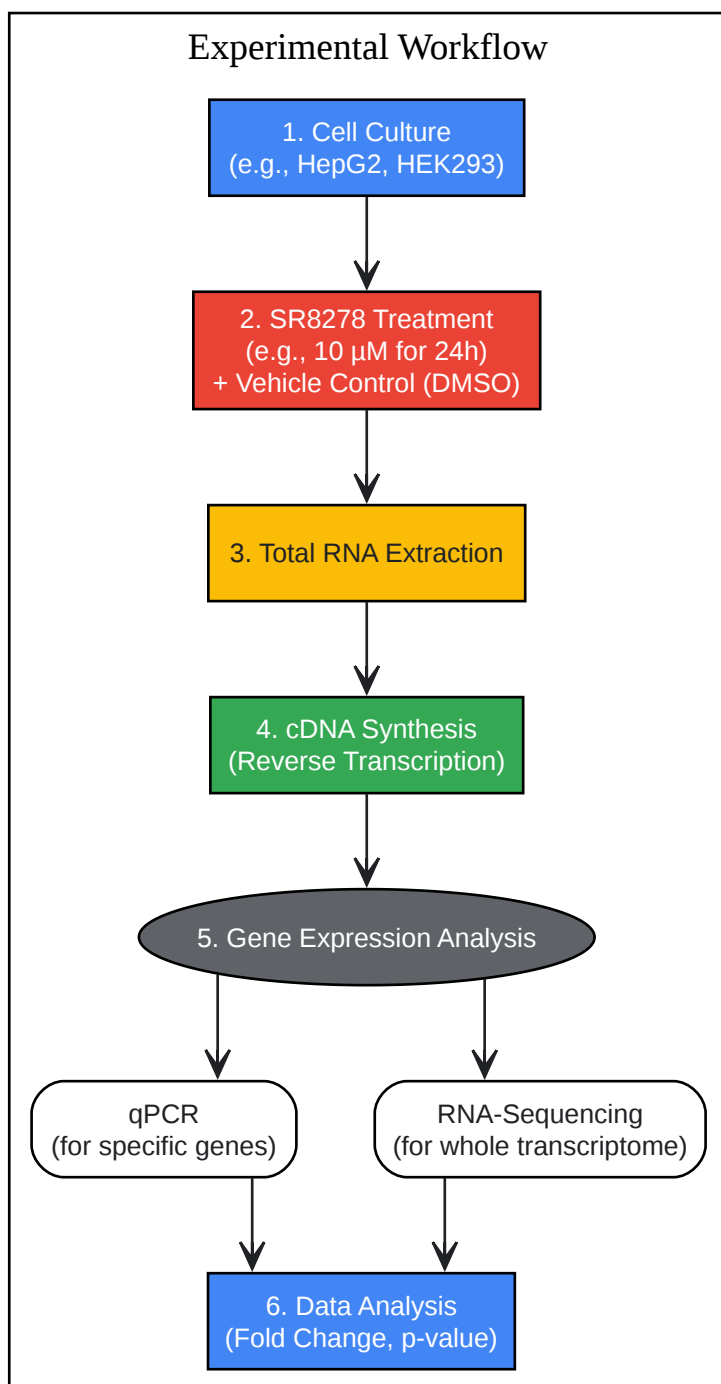 Experimental Workflow
1. Cell Culture
(e.g., HepG2, HEK293)
2. SR8278 Treatment
(e.g., 10 µM for 24h)
+ Vehicle Control (DMSO)
3. Total RNA Extraction
4. cDNA Synthesis
(Reverse Transcription)
5. Gene Expression Analysis
qPCR
(for specific genes)
RNA-Sequencing
(for whole transcriptome)
6. Data Analysis
(Fold Change, p-value)